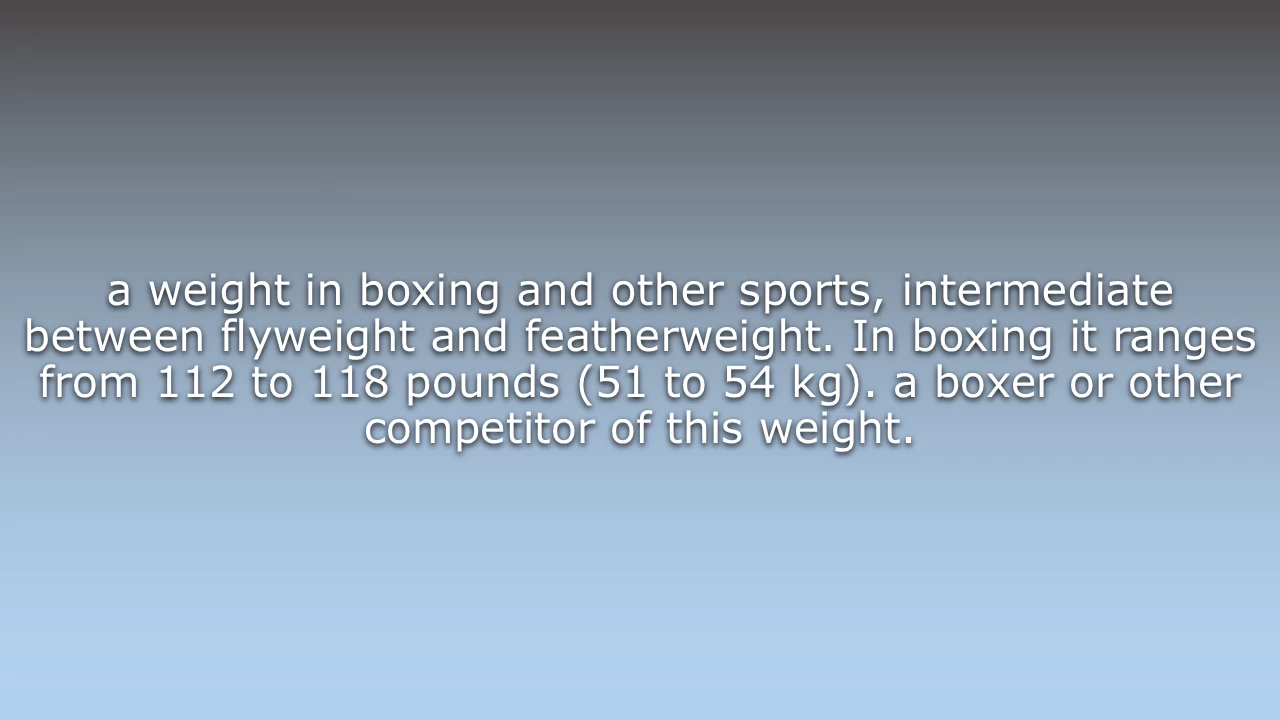 a weight in boxing and other sports, intermediate
between flyweight and featherweight. In boxing it ranges
from 112 to 118 pounds (51 to 54 kg). a boxer or other
competitor of this weight.